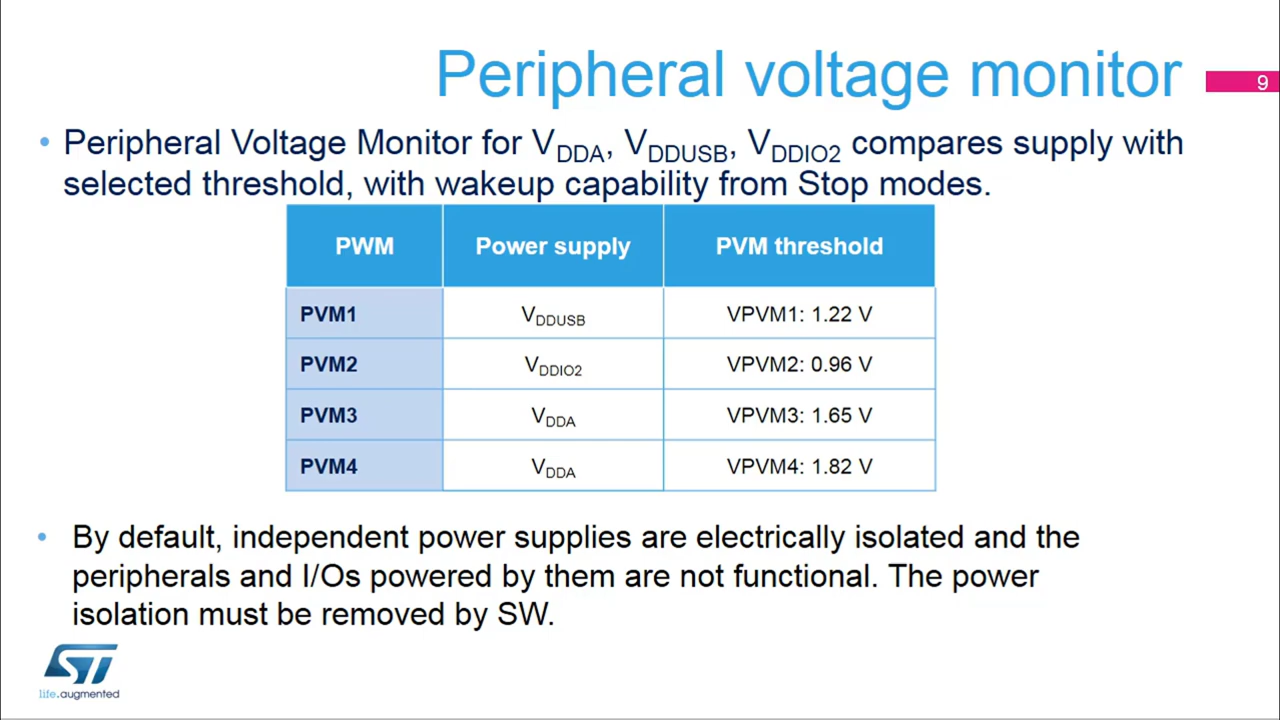 Peripheral voltage monitor
9
• Peripheral Voltage Monitor for VDDA, VDDUSB, VDDIO2 compares supply with
selected threshold, with wakeup capability from Stop modes.
PWM Power supply PVM threshold
PVM1 VDDUSB VPVM1: 1.22 V
PVM2 VDDIO2 VPVM2: 0.96 V
PVM3 VDDA VPVM3: 1.65 V
PVM4 VDDA VPVM4: 1.82 V
• By default, independent power supplies are electrically isolated and the
peripherals and I/Os powered by them are not functional. The power
isolation must be removed by SW.
ST
life.augmented